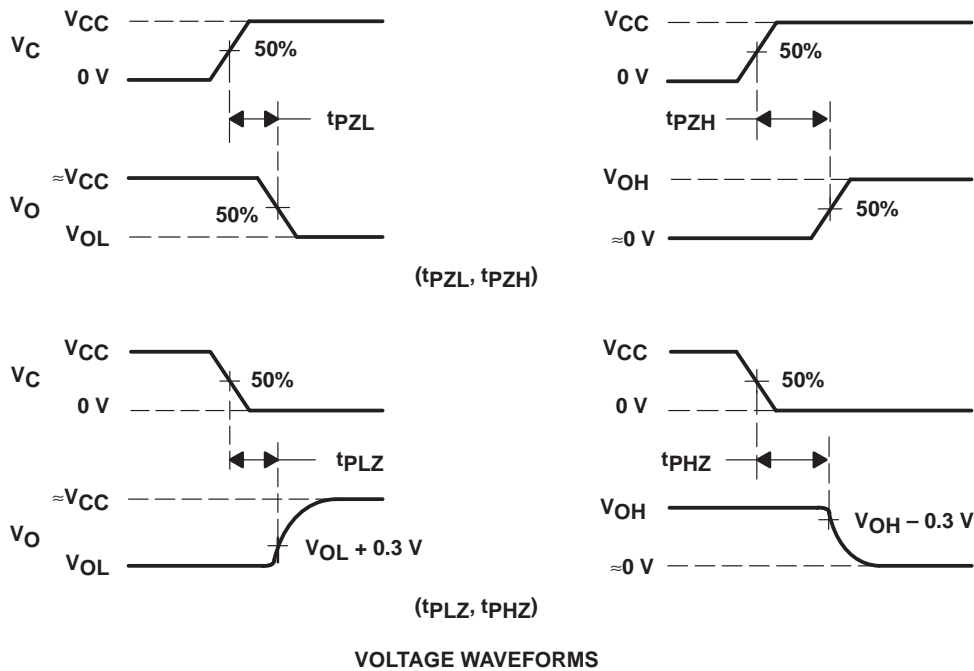 VCC VCC
VC 50% 50%
0 V 0 V
tPZL tPZH
≈VCC VOH
VO 50% 50%
VOL ≈0 V
(tPZL, tPZH)
VCC VCC
VC 50% 50%
0 V 0 V
tPLZ tPHZ
≈VCC VOH VOH – 0.3 V
VO VOL + 0.3 V
VOL ≈0 V
(tPLZ, tPHZ)
VOLTAGE WAVEFORMS